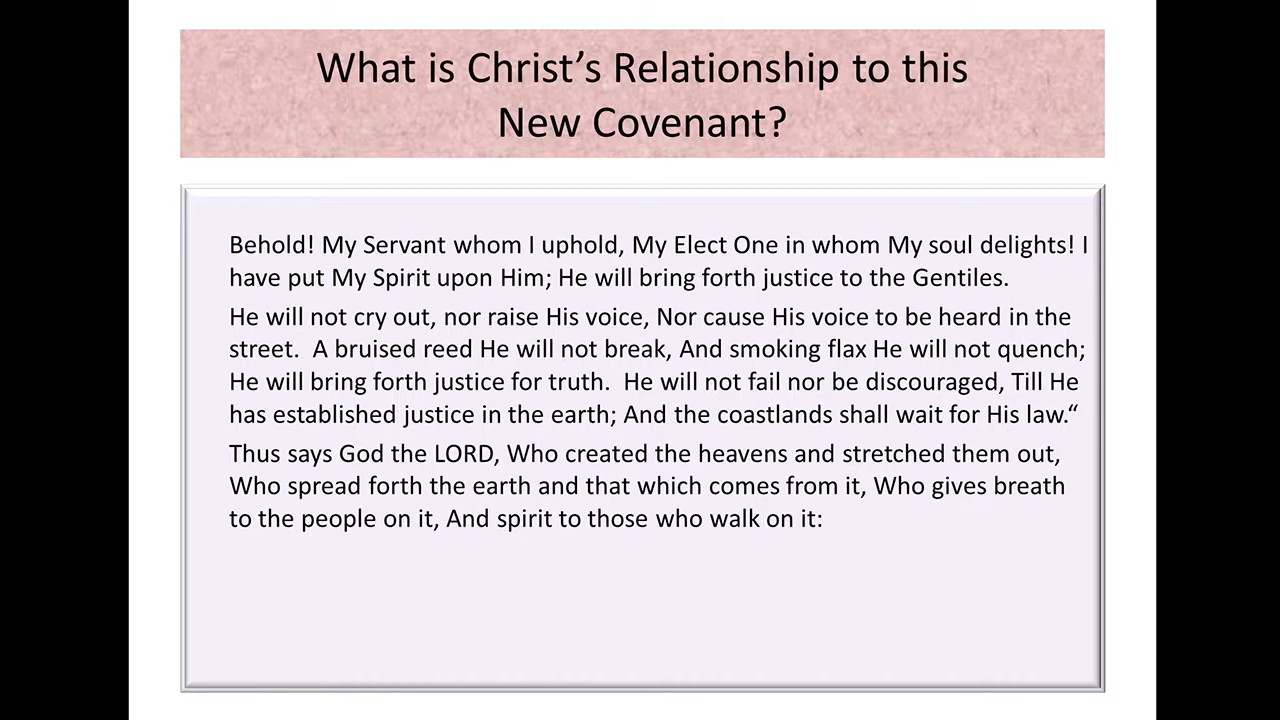 What is Christ’s Relationship to this
New Covenant?
Behold! My Servant whom I uphold, My Elect One in whom My soul delights! I
have put My Spirit upon Him; He will bring forth justice to the Gentiles.
He will not cry out, nor raise His voice, Nor cause His voice to be heard in the
street.  A bruised reed He will not break, And smoking flax He will not quench;
He will bring forth justice for truth.  He will not fail nor be discouraged, Till He
has established justice in the earth; And the coastlands shall wait for His law.“
Thus says God the LORD, Who created the heavens and stretched them out,
Who spread forth the earth and that which comes from it, Who gives breath
to the people on it, And spirit to those who walk on it: